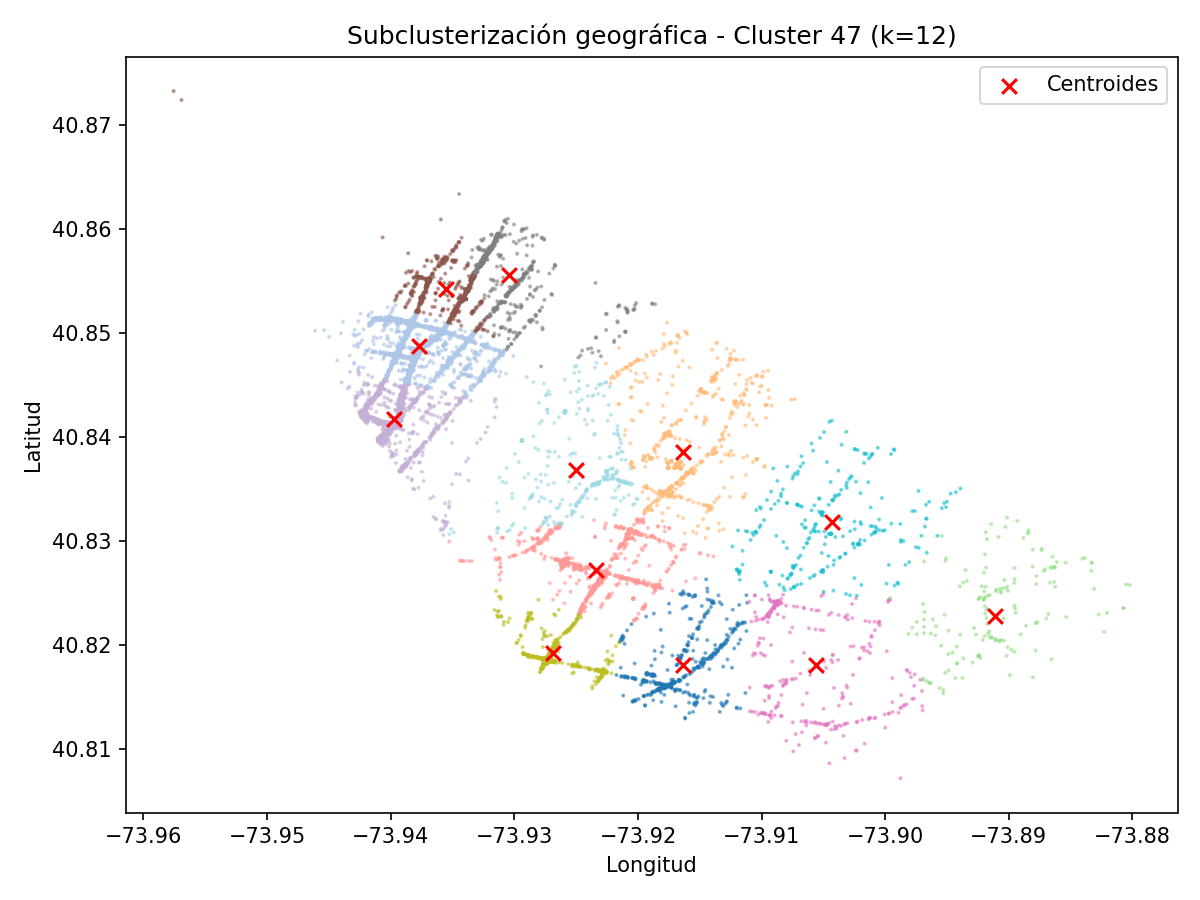 Subclusterización geográfica - Cluster 47 (k=12)
Centroides
40.87
40.86
40.85
40.84
40.83
40.82
40.81
Latitud
−73.96 −73.95 −73.94 −73.93 −73.92 −73.91 −73.90 −73.89 −73.88
Longitud